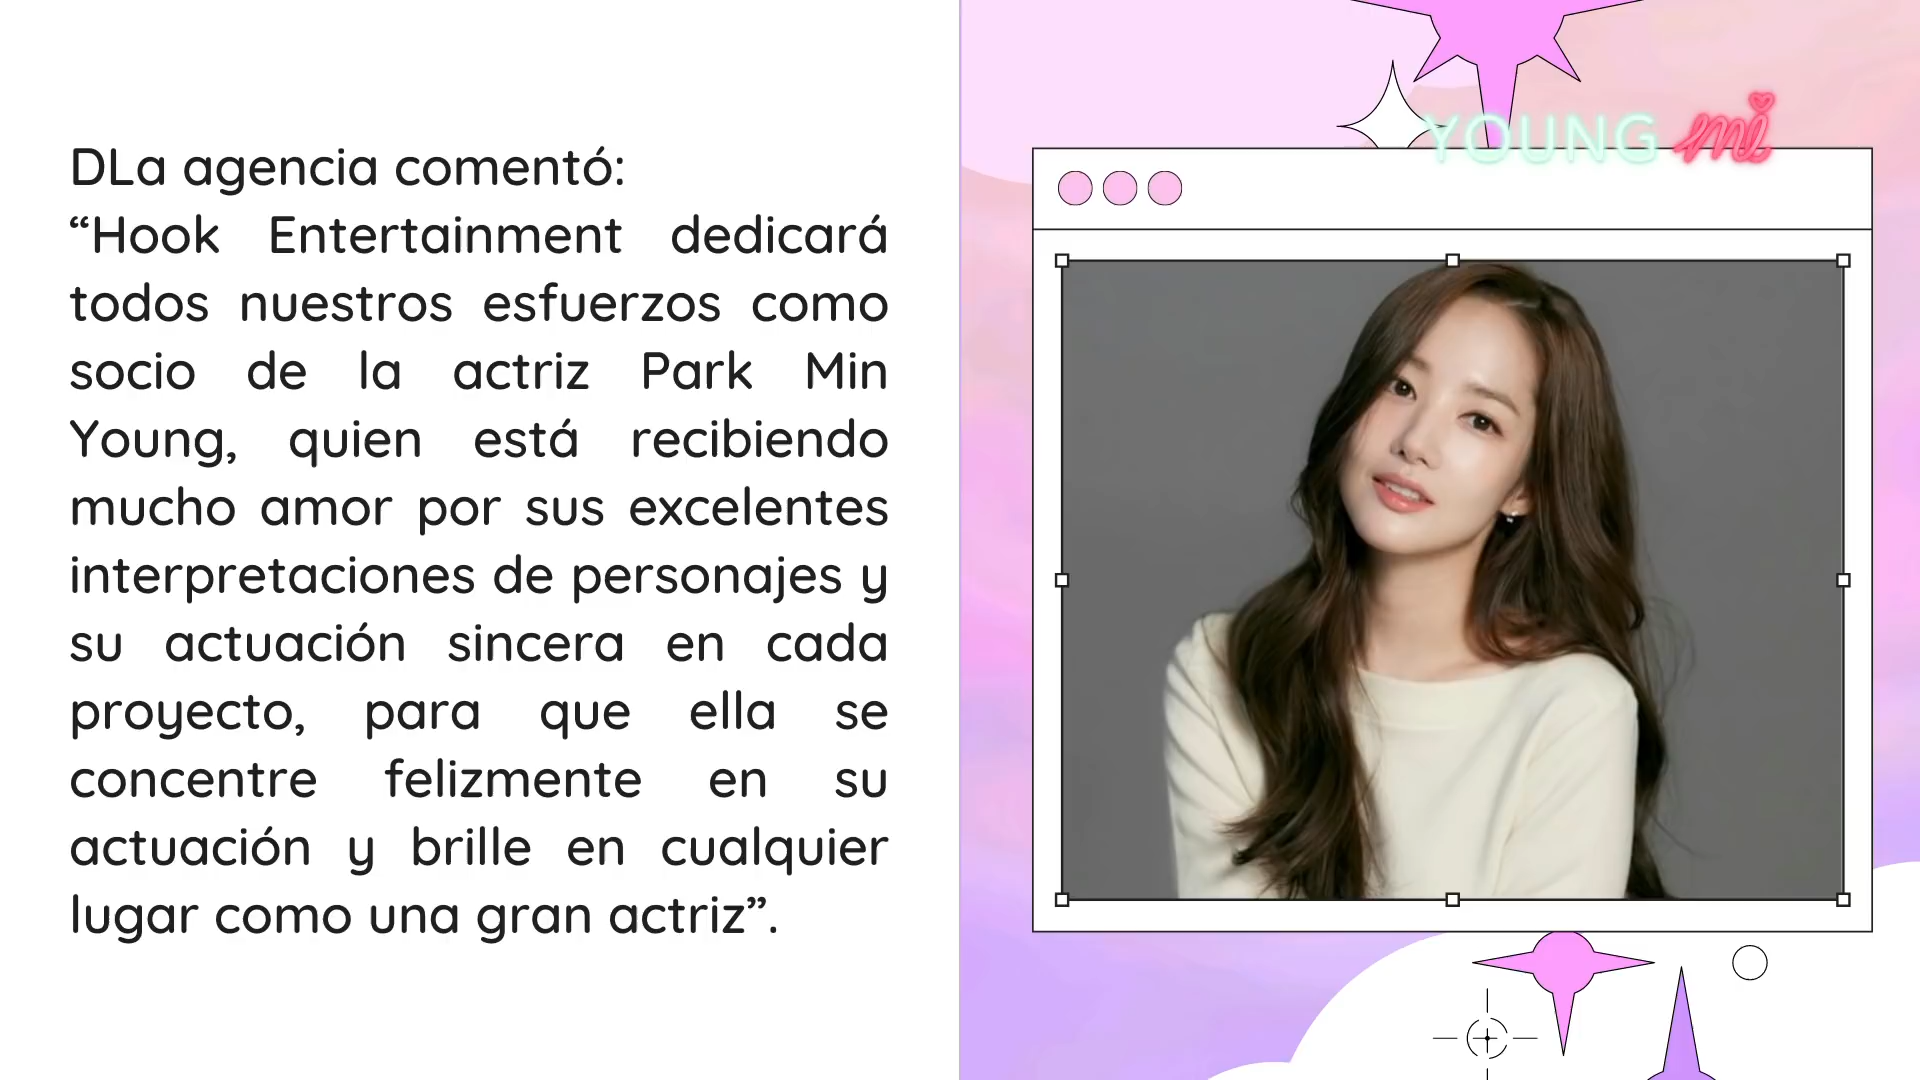 DLa agencia comentó:
“Hook Entertainment dedicará
todos nuestros esfuerzos como
socio de la actriz Park Min
Young, quien está recibiendo
mucho amor por sus excelentes
interpretaciones de personajes y
su actuación sincera en cada
proyecto, para que ella se
concentre felizmente en su
actuación y brille en cualquier
lugar como una gran actriz”.
YOUNG mi